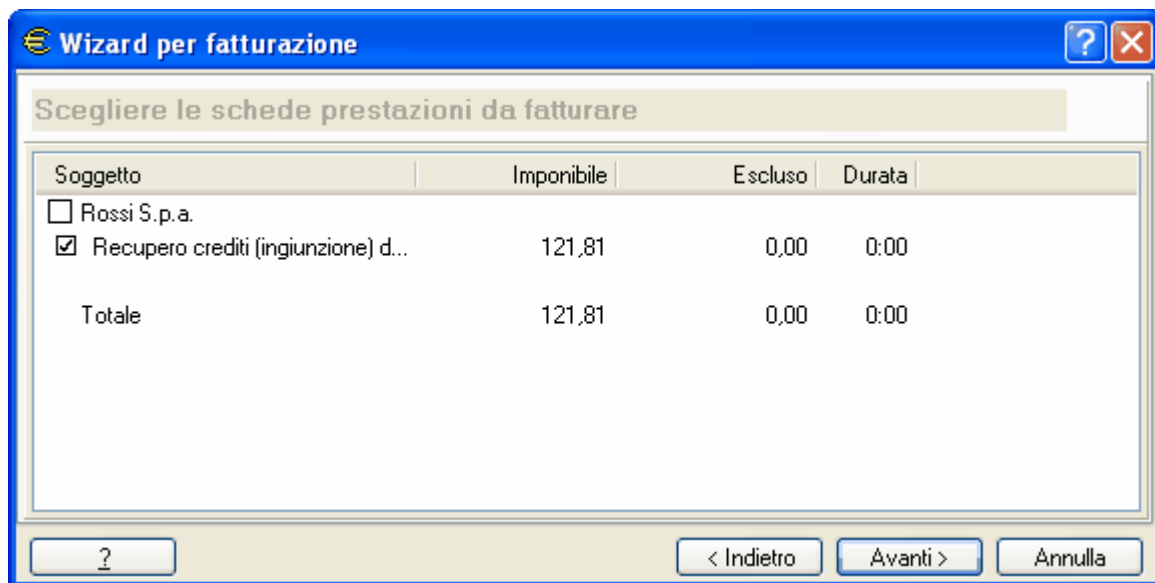 € Wizard per fatturazione ?
Scegliere le schede prestazioni da fatturare
Soggetto Imponibile Escluso Durata
Rossi S.p.a.
Recupero crediti (ingiunzione) d... 121,81 0,00 0:00
Totale 121,81 0,00 0:00
? < Indietro Avanti > Annulla